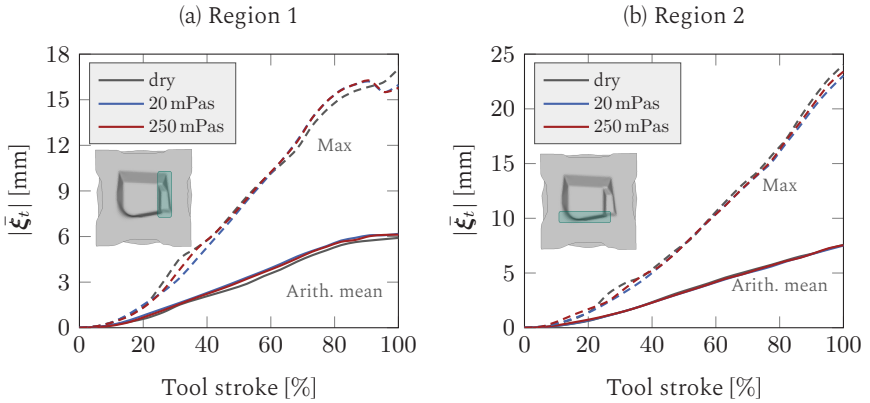 (a) Region 1
18
15
12
9
6
3
0
|ξ̄ₜ| [mm]
dry
20 mPas
250 mPas
Max
Arith. mean
0 20 40 60 80 100
Tool stroke [%]
(b) Region 2
25
20
15
10
5
0
|ξ̄ₜ| [mm]
dry
20 mPas
250 mPas
Max
Arith. mean
0 20 40 60 80 100
Tool stroke [%]